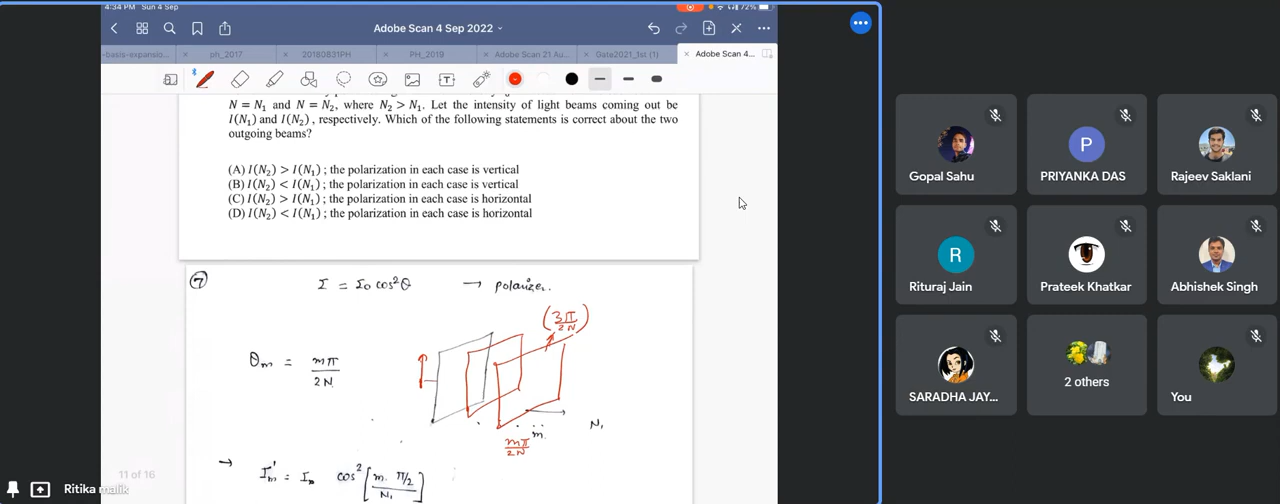 4:34 PM Sun 4 Sep
72%
Adobe Scan 4 Sep 2022
-basis-expansio...
ph_2017
20180831PH
PH_2019
Adobe Scan 21 Au...
Gate2021_1st (1)
Adobe Scan 4...
N = N₁ and N = N₂, where N₂ > N₁. Let the intensity of light beams coming out be
I(N₁) and I(N₂), respectively. Which of the following statements is correct about the two
outgoing beams?
(A) I(N₂) > I(N₁); the polarization in each case is vertical
(B) I(N₂) < I(N₁); the polarization in each case is vertical
(C) I(N₂) > I(N₁); the polarization in each case is horizontal
(D) I(N₂) < I(N₁); the polarization in each case is horizontal
⑦ I = I₀ cos²θ → polarizer.
(3π/2N)
θm = mπ/2N
m
N₁
mπ/2N
→ I'm = Iₙ cos² [m. π/2 / N₁]
11 of 16
Ritika malik
Gopal Sahu
P
PRIYANKA DAS
Rajeev Saklani
R
Rituraj Jain
Prateek Khatkar
Abhishek Singh
SARADHA JAY...
2 others
You